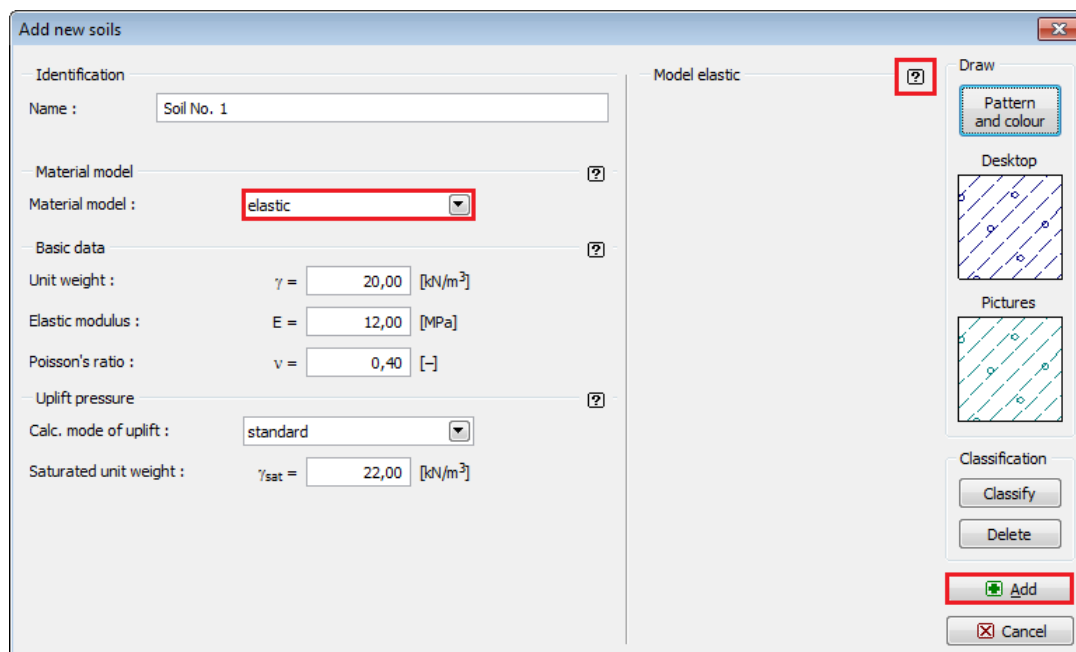 Add new soils
Identification
Name :
Soil No. 1
Material model
Material model :
elastic
Basic data
Unit weight :
γ =
20,00
[kN/m³]
Elastic modulus :
E =
12,00
[MPa]
Poisson's ratio :
ν =
0,40
[–]
Uplift pressure
Calc. mode of uplift :
standard
Saturated unit weight :
γsat =
22,00
[kN/m³]
Model elastic
Draw
Pattern
and colour
Desktop
Pictures
Classification
Classify
Delete
Add
Cancel